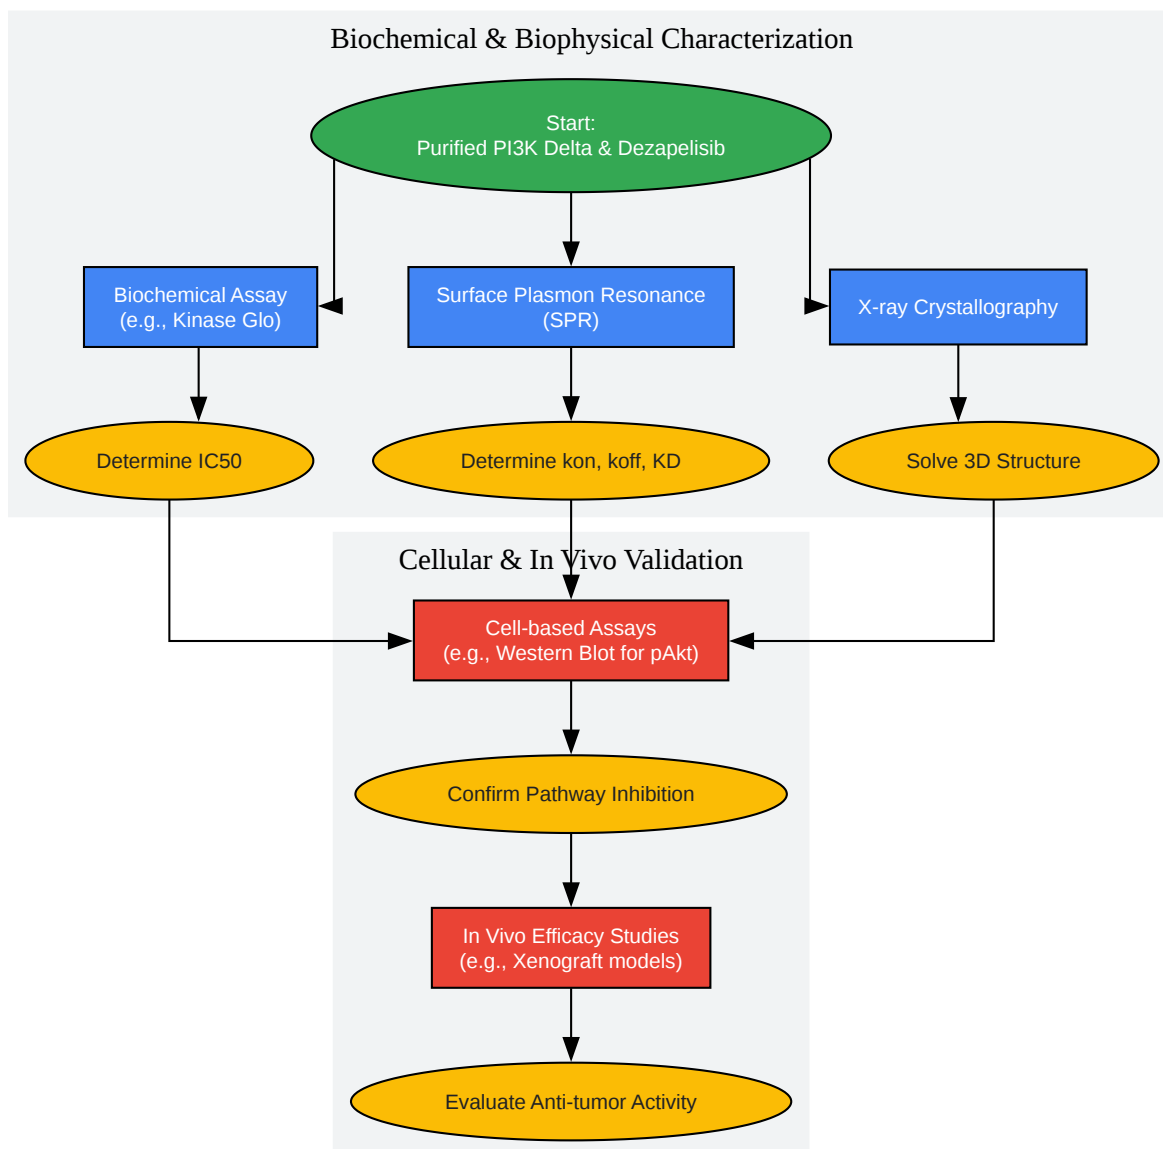 Biochemical & Biophysical Characterization
Start:
Purified PI3K Delta & Dezapelisib
Biochemical Assay
(e.g., Kinase Glo)
Surface Plasmon Resonance
(SPR)
X-ray Crystallography
Determine IC50
Determine kon, koff, KD
Solve 3D Structure
Cellular & In Vivo Validation
Cell-based Assays
(e.g., Western Blot for pAkt)
Confirm Pathway Inhibition
In Vivo Efficacy Studies
(e.g., Xenograft models)
Evaluate Anti-tumor Activity